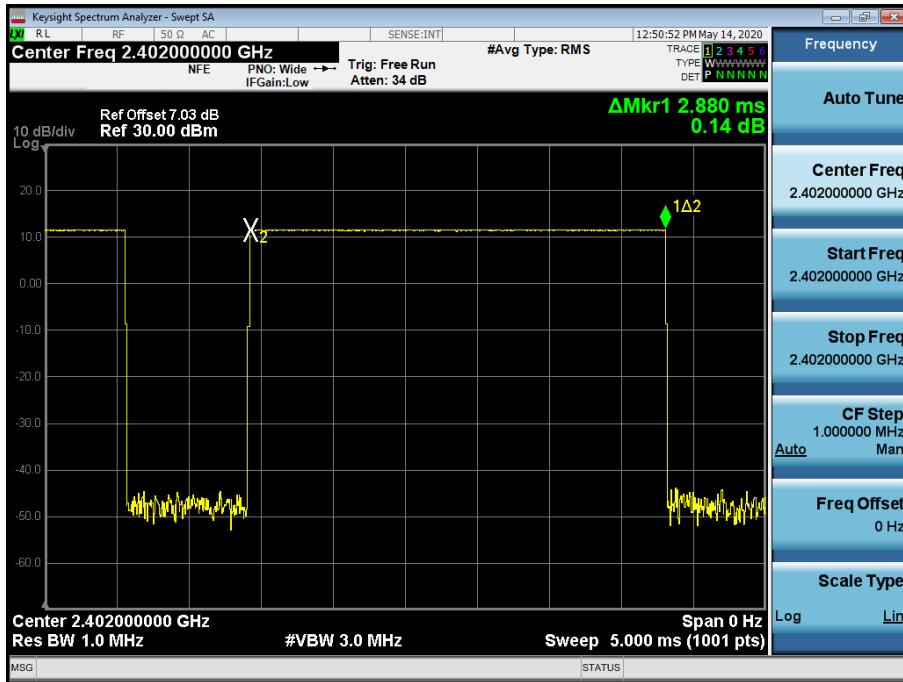 Keysight Spectrum Analyzer - Swept SA
LXI RL RF 50 Ω AC SENSE:INT 12:50:52 PM May 14, 2020
Center Freq 2.402000000 GHz
NFE
PNO: Wide
IFGain:Low
Trig: Free Run
Atten: 34 dB
#Avg Type: RMS
TRACE 1 2 3 4 5 6
TYPE W W W W W W
DET P N N N N N
ΔMkr1 2.880 ms
0.14 dB
Ref Offset 7.03 dB
10 dB/div Ref 30.00 dBm
Log
20.0
10.0
0.00
-10.0
-20.0
-30.0
-40.0
-50.0
-60.0
X2
1Δ2
Center 2.402000000 GHz Span 0 Hz
Res BW 1.0 MHz #VBW 3.0 MHz Sweep 5.000 ms (1001 pts)
MSG STATUS
Frequency
Auto Tune
Center Freq
2.402000000 GHz
Start Freq
2.402000000 GHz
Stop Freq
2.402000000 GHz
CF Step
1.000000 MHz
Auto Man
Freq Offset
0 Hz
Scale Type
Log Lin